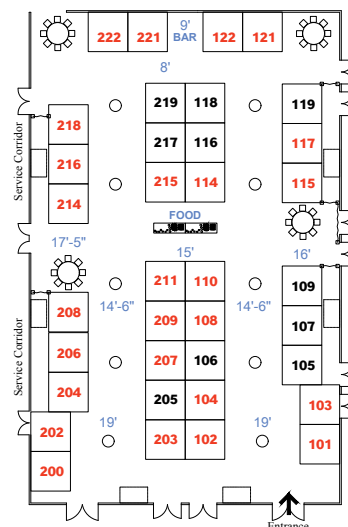 9'
222 221 BAR 122 121
8'
219 118 119
218
217 116 117
216
215 114 115
214
Service Corridor
FOOD
17'-5" 15' 16'
211 110 109
208 14'-6" 14'-6"
209 108 107
206
207 106 105
204
205 104 103
202 19' 19'
203 102 101
200
Service Corridor
Entrance